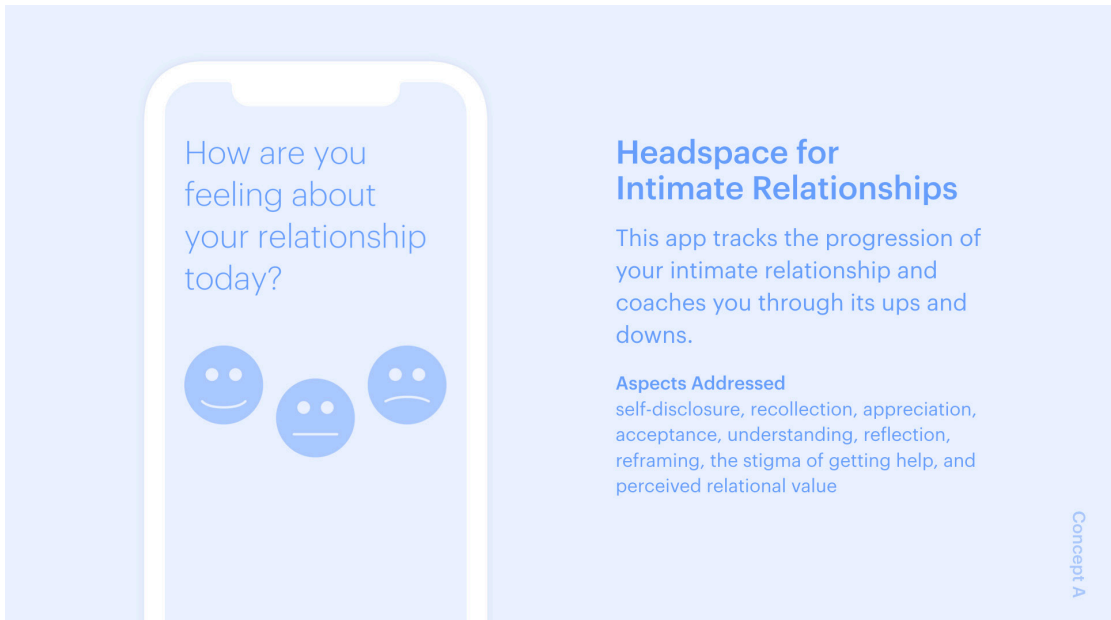 How are you
feeling about
your relationship
today?
Headspace for
Intimate Relationships
This app tracks the progression of
your intimate relationship and
coaches you through its ups and
downs.
Aspects Addressed
self-disclosure, recollection, appreciation,
acceptance, understanding, reflection,
reframing, the stigma of getting help, and
perceived relational value
Concept A